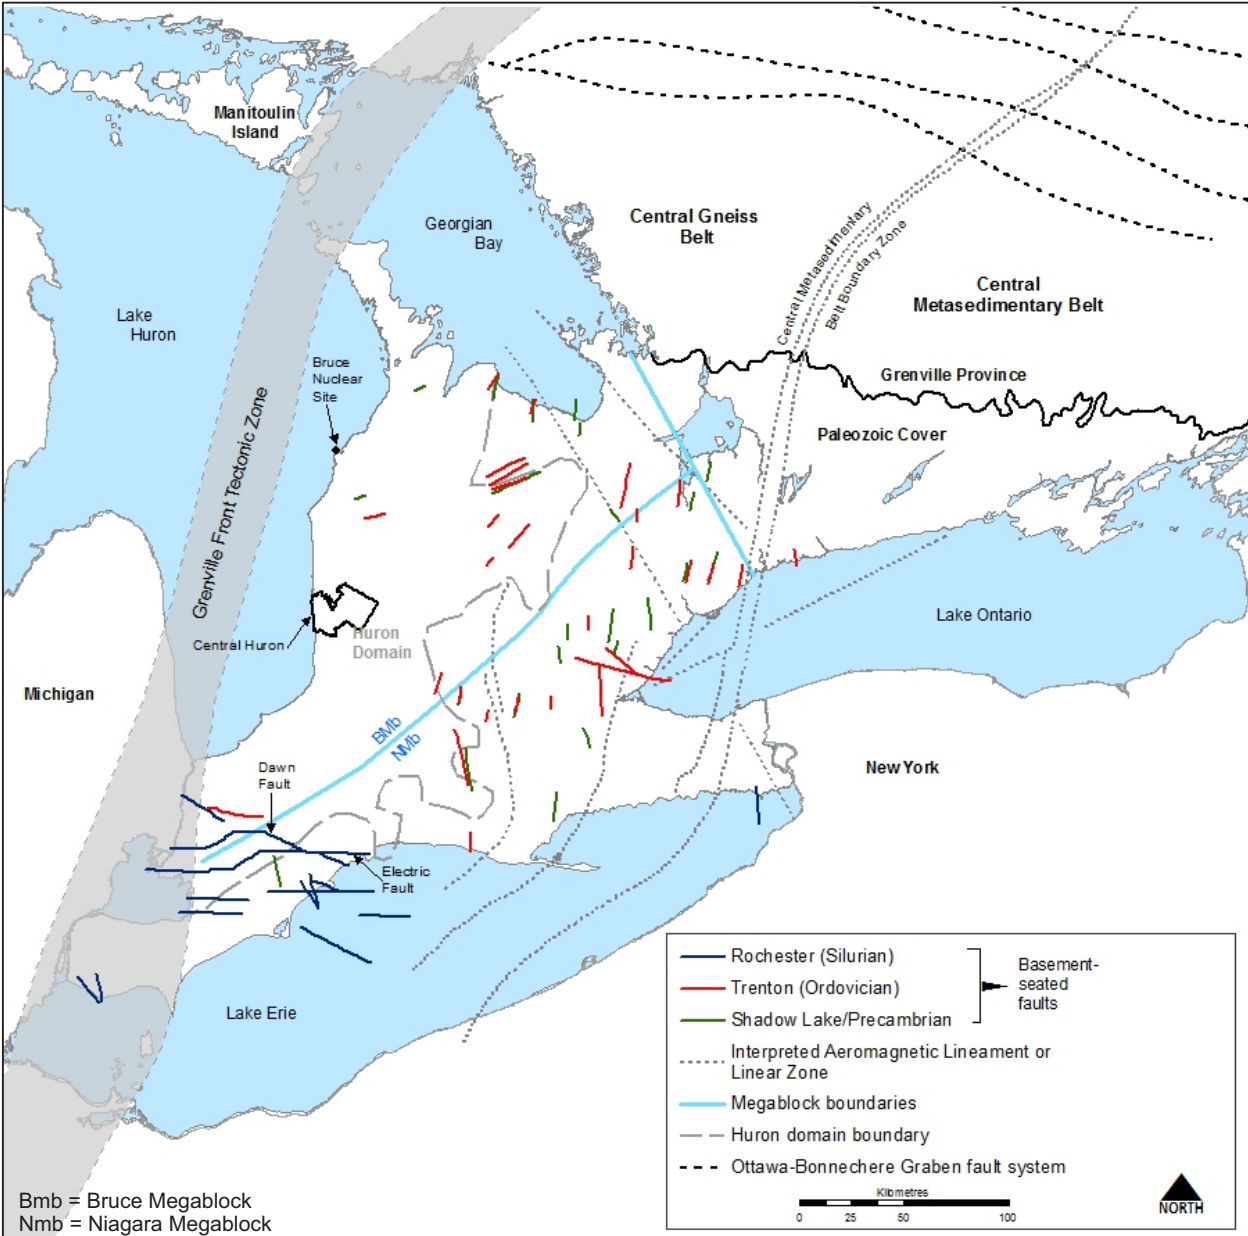 Manitoulin
Island
Georgian
Bay
Central Gneiss
Belt
Central Metasedimentary
Belt Boundary Zone
Central
Metasedimentary Belt
Lake
Huron
Bruce
Nuclear
Site
Grenville Province
Paleozoic Cover
Grenville Front Tectonic Zone
Central Huron
Huron
Domain
Lake Ontario
Michigan
BMb
NMb
New York
Dawn
Fault
Electric
Fault
Lake Erie
Rochester (Silurian)
Trenton (Ordovician)
Shadow Lake/Precambrian
Basement-
seated
faults
Interpreted Aeromagnetic Lineament or
Linear Zone
Megablock boundaries
Huron domain boundary
Ottawa-Bonnechere Graben fault system
Kilometres
0 25 50 100
NORTH
Bmb = Bruce Megablock
Nmb = Niagara Megablock